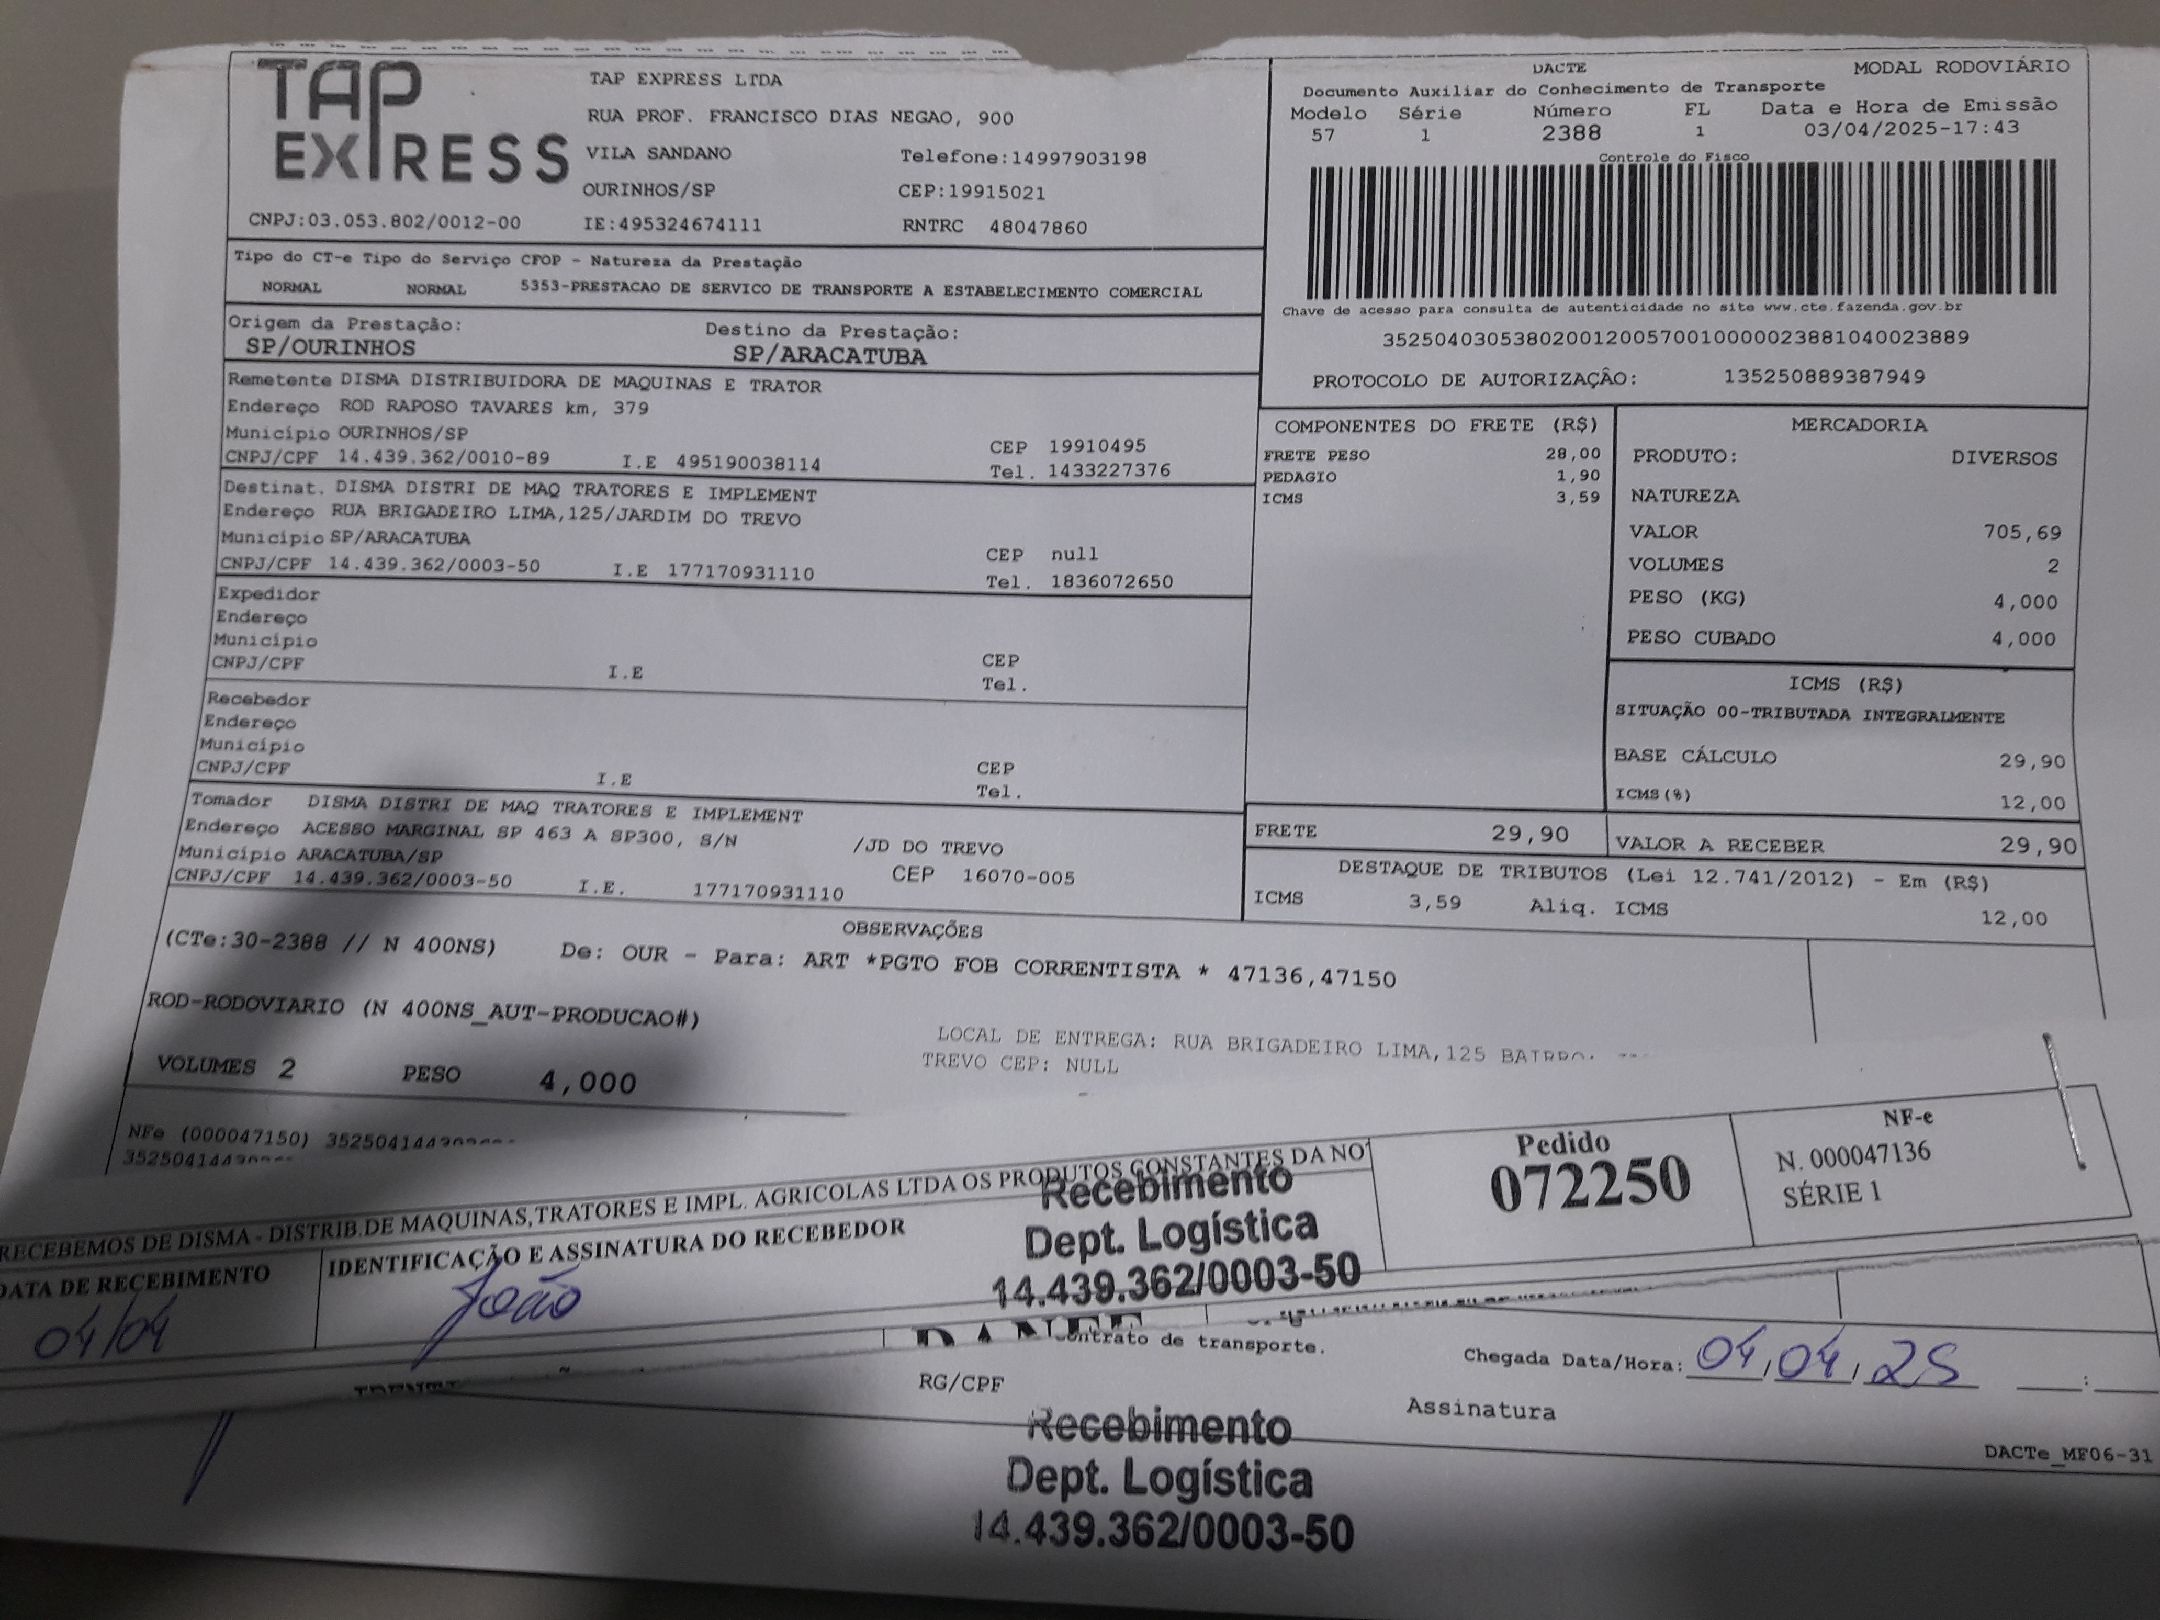 TAP EXPRESS
TAP EXPRESS LTDA
RUA PROF. FRANCISCO DIAS NEGAO, 900
VILA SANDANO Telefone:14997903198
OURINHOS/SP CEP:19915021
CNPJ:03.053.802/0012-00 IE:495324674111 RNTRC 48047860
DACTE MODAL RODOVIÁRIO
Documento Auxiliar do Conhecimento de Transporte
Modelo Série Número FL Data e Hora de Emissão
57 1 2388 1 03/04/2025-17:43
Controle do Fisco
Chave de acesso para consulta de autenticidade no site www.cte.fazenda.gov.br
35250403053802001200570010000023881040023889
PROTOCOLO DE AUTORIZAÇÃO: 135250889387949
Tipo do CT-e Tipo do Serviço CFOP - Natureza da Prestação
NORMAL NORMAL 5353-PRESTACAO DE SERVICO DE TRANSPORTE A ESTABELECIMENTO COMERCIAL
Origem da Prestação: Destino da Prestação:
SP/OURINHOS SP/ARACATUBA
Remetente DISMA DISTRIBUIDORA DE MAQUINAS E TRATOR
Endereço ROD RAPOSO TAVARES km, 379
Município OURINHOS/SP CEP 19910495
CNPJ/CPF 14.439.362/0010-89 I.E 495190038114 Tel. 1433227376
Destinat. DISMA DISTRI DE MAQ TRATORES E IMPLEMENT
Endereço RUA BRIGADEIRO LIMA,125/JARDIM DO TREVO
Município SP/ARACATUBA CEP null
CNPJ/CPF 14.439.362/0003-50 I.E 177170931110 Tel. 1836072650
Expedidor
Endereço
Município CEP
CNPJ/CPF I.E Tel.
Recebedor
Endereço
Município CEP
CNPJ/CPF I.E Tel.
Tomador DISMA DISTRI DE MAQ TRATORES E IMPLEMENT
Endereço ACESSO MARGINAL SP 463 A SP300, S/N /JD DO TREVO
Município ARACATUBA/SP CEP 16070-005
CNPJ/CPF 14.439.362/0003-50 I.E. 177170931110
COMPONENTES DO FRETE (R$)
FRETE PESO 28,00
PEDAGIO 1,90
ICMS 3,59
MERCADORIA
PRODUTO: DIVERSOS
NATUREZA
VALOR 705,69
VOLUMES 2
PESO (KG) 4,000
PESO CUBADO 4,000
ICMS (R$)
SITUAÇÃO 00-TRIBUTADA INTEGRALMENTE
BASE CÁLCULO 29,90
ICMS(%) 12,00
FRETE 29,90 VALOR A RECEBER 29,90
DESTAQUE DE TRIBUTOS (Lei 12.741/2012) - Em (R$)
ICMS 3,59 Aliq. ICMS 12,00
OBSERVAÇÕES
(CTe:30-2388 // N 400NS) De: OUR - Para: ART *PGTO FOB CORRENTISTA * 47136,47150
ROD-RODOVIARIO (N 400NS_AUT-PRODUCAO#)
LOCAL DE ENTREGA: RUA BRIGADEIRO LIMA,125 BAIRRO:
TREVO CEP: NULL
VOLUMES 2 PESO 4,000
NFe (000047150)
RECEBEMOS DE DISMA - DISTRIB.DE MAQUINAS,TRATORES E IMPL. AGRICOLAS LTDA OS PRODUTOS CONSTANTES DA NO
Pedido
072250
NF-e
N. 000047136
SÉRIE 1
DATA DE RECEBIMENTO
04/04
IDENTIFICAÇÃO E ASSINATURA DO RECEBEDOR
João
Recebimento
Dept. Logística
14.439.362/0003-50
contrato de transporte.
RG/CPF
Chegada Data/Hora: 04/04/25 :
Assinatura
Recebimento
Dept. Logística
14.439.362/0003-50
DACTe_MF06-31